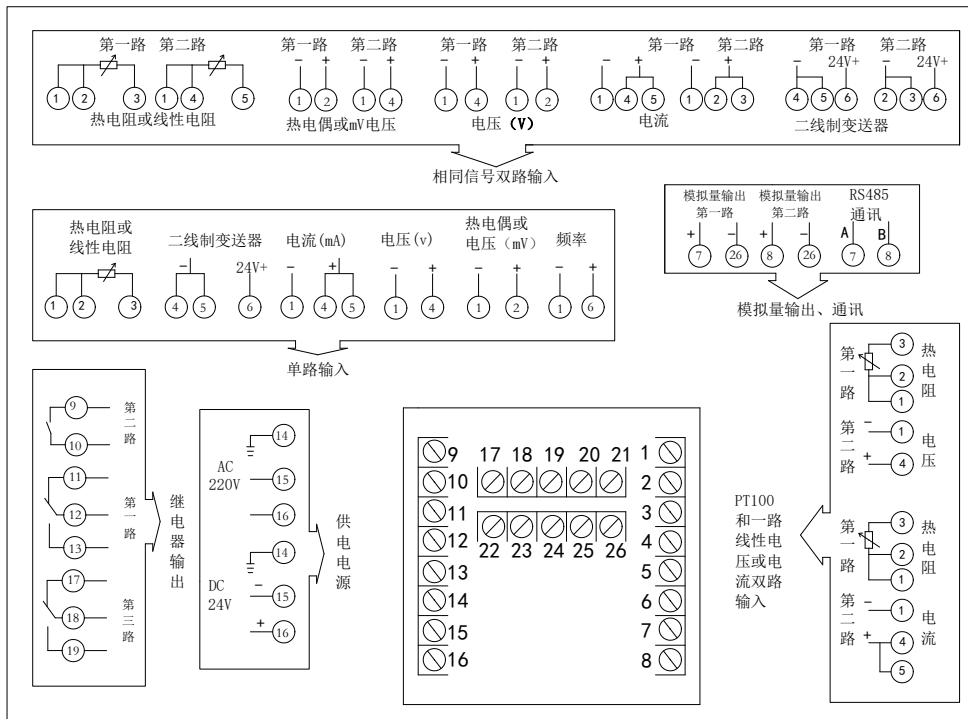 第一路 第二路 第一路 第二路 第一路 第二路 第一路 第二路 第一路 第二路
− + − + − + − + − + − + − 24V+ − 24V+
1 2 3 1 4 5 1 2 1 4 1 4 1 2 1 4 5 1 2 3 4 5 6 2 3 6
热电阻或线性电阻 热电偶或mV电压 电压(V) 电流 二线制变送器
相同信号双路输入
模拟量输出 模拟量输出 RS485
第一路 第二路 通讯
+ − + − A B
7 26 8 26 7 8
模拟量输出、通讯
热电阻或
线性电阻
二线制变送器
− 24V+
电流(mA)
− +
电压(v)
− +
热电偶或
电压（mV）
− +
频率
− +
1 2 3 4 5 6 1 4 5 1 4 1 2 1 6
单路输入
9
10
第二路
11
12
13
第一路
17
18
19
第三路
继电器输出
14
AC
220V
15
16
14
DC
24V
− 15
+ 16
供电电源
9 17 18 19 20 21 1
10 2
11 3
12 22 23 24 25 26 4
13 5
14 6
15 7
16 8
PT100
和一路
线性电
压或电
流双路
输入
第一路
3
2
1
热电阻
第二路
− 1
+ 4
电压
第一路
3
2
1
热电阻
第二路
− 1
+ 4
5
电流